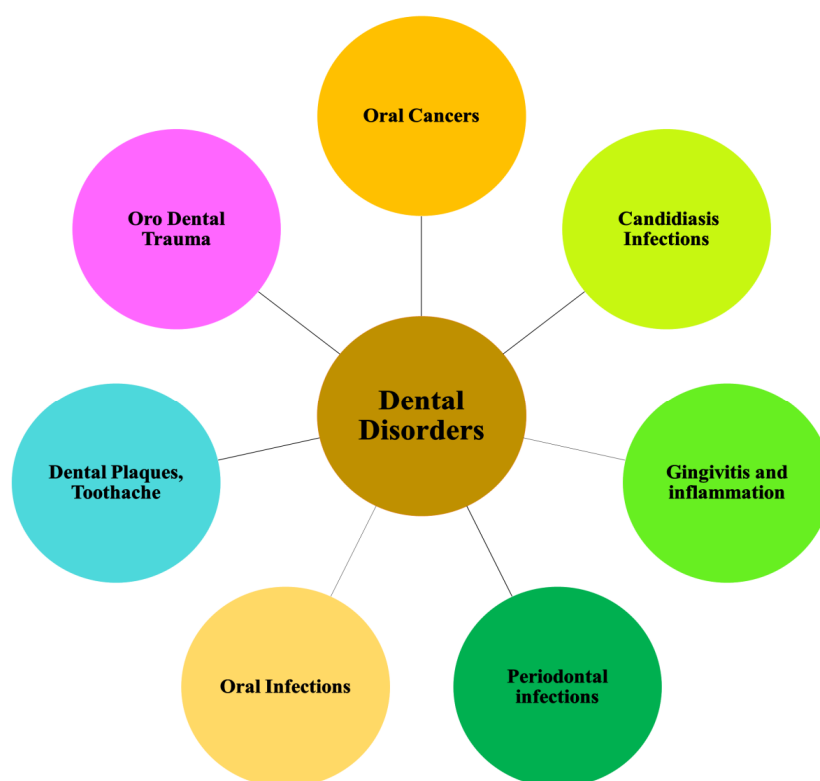 Oral Cancers
Candidiasis
Infections
Gingivitis and
inflammation
Periodontal
infections
Oral Infections
Dental Plaques,
Toothache
Oro Dental
Trauma
Dental
Disorders